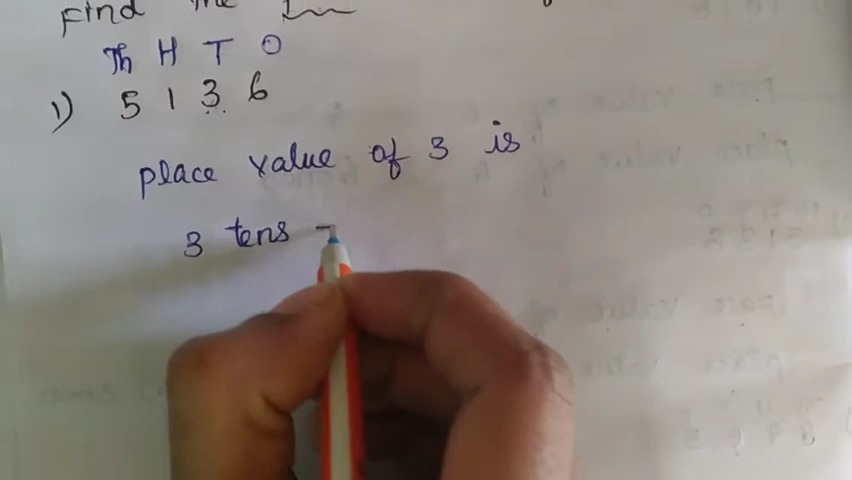 Find the
Th H T O
1) 5 1 3 6
place value of 3 is
3 tens -